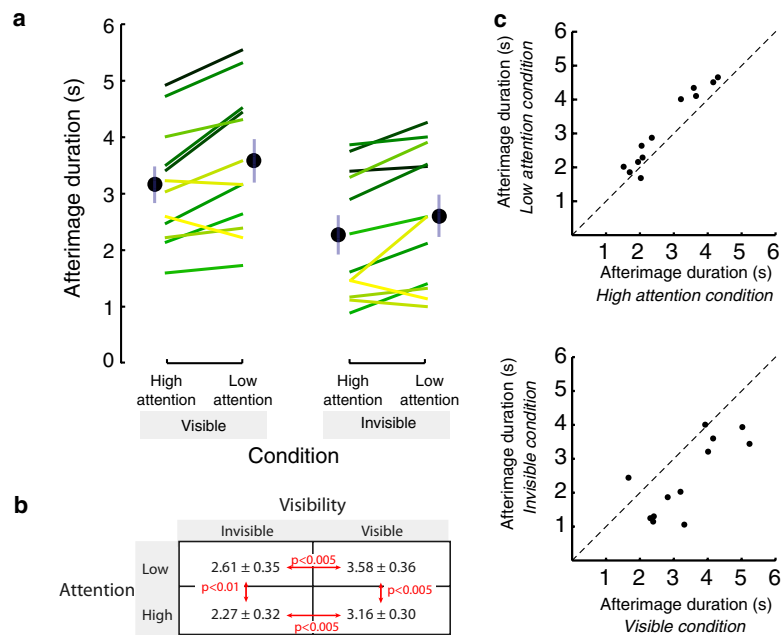 a
Afterimage duration (s)
6
5
4
3
2
1
0
High attention
Low attention
High attention
Low attention
Visible
Invisible
Condition
b
Visibility
Invisible
Visible
Attention
Low
2.61 ± 0.35
p<0.005
3.58 ± 0.36
p<0.01
p<0.005
High
2.27 ± 0.32
p<0.005
3.16 ± 0.30
c
Afterimage duration (s)
Low attention condition
6
5
4
3
2
1
1 2 3 4 5 6
Afterimage duration (s)
High attention condition
Afterimage duration (s)
Invisible condition
6
5
4
3
2
1
1 2 3 4 5 6
Afterimage duration (s)
Visible condition